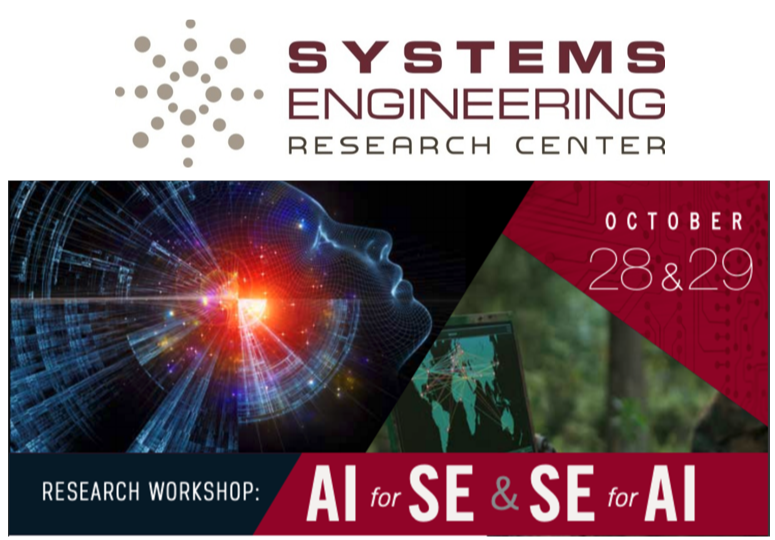 SYSTEMS
ENGINEERING
RESEARCH CENTER
OCTOBER
28 & 29
RESEARCH WORKSHOP: AI for SE & SE for AI